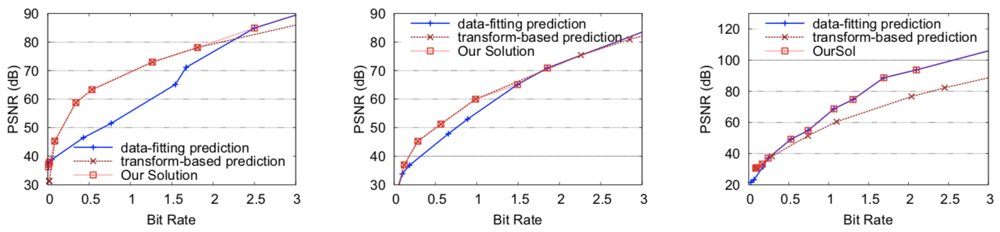 90
80
70
60
50
40
30
PSNR (dB)
data-fitting prediction
transform-based prediction
Our Solution
0 0.5 1 1.5 2 2.5 3
Bit Rate
90
80
70
60
50
40
30
PSNR (dB)
data-fitting prediction
transform-based prediction
Our Solution
0 0.5 1 1.5 2 2.5 3
Bit Rate
120
100
80
60
40
20
PSNR (dB)
data-fitting prediction
transform-based prediction
OurSol
0 0.5 1 1.5 2 2.5 3
Bit Rate